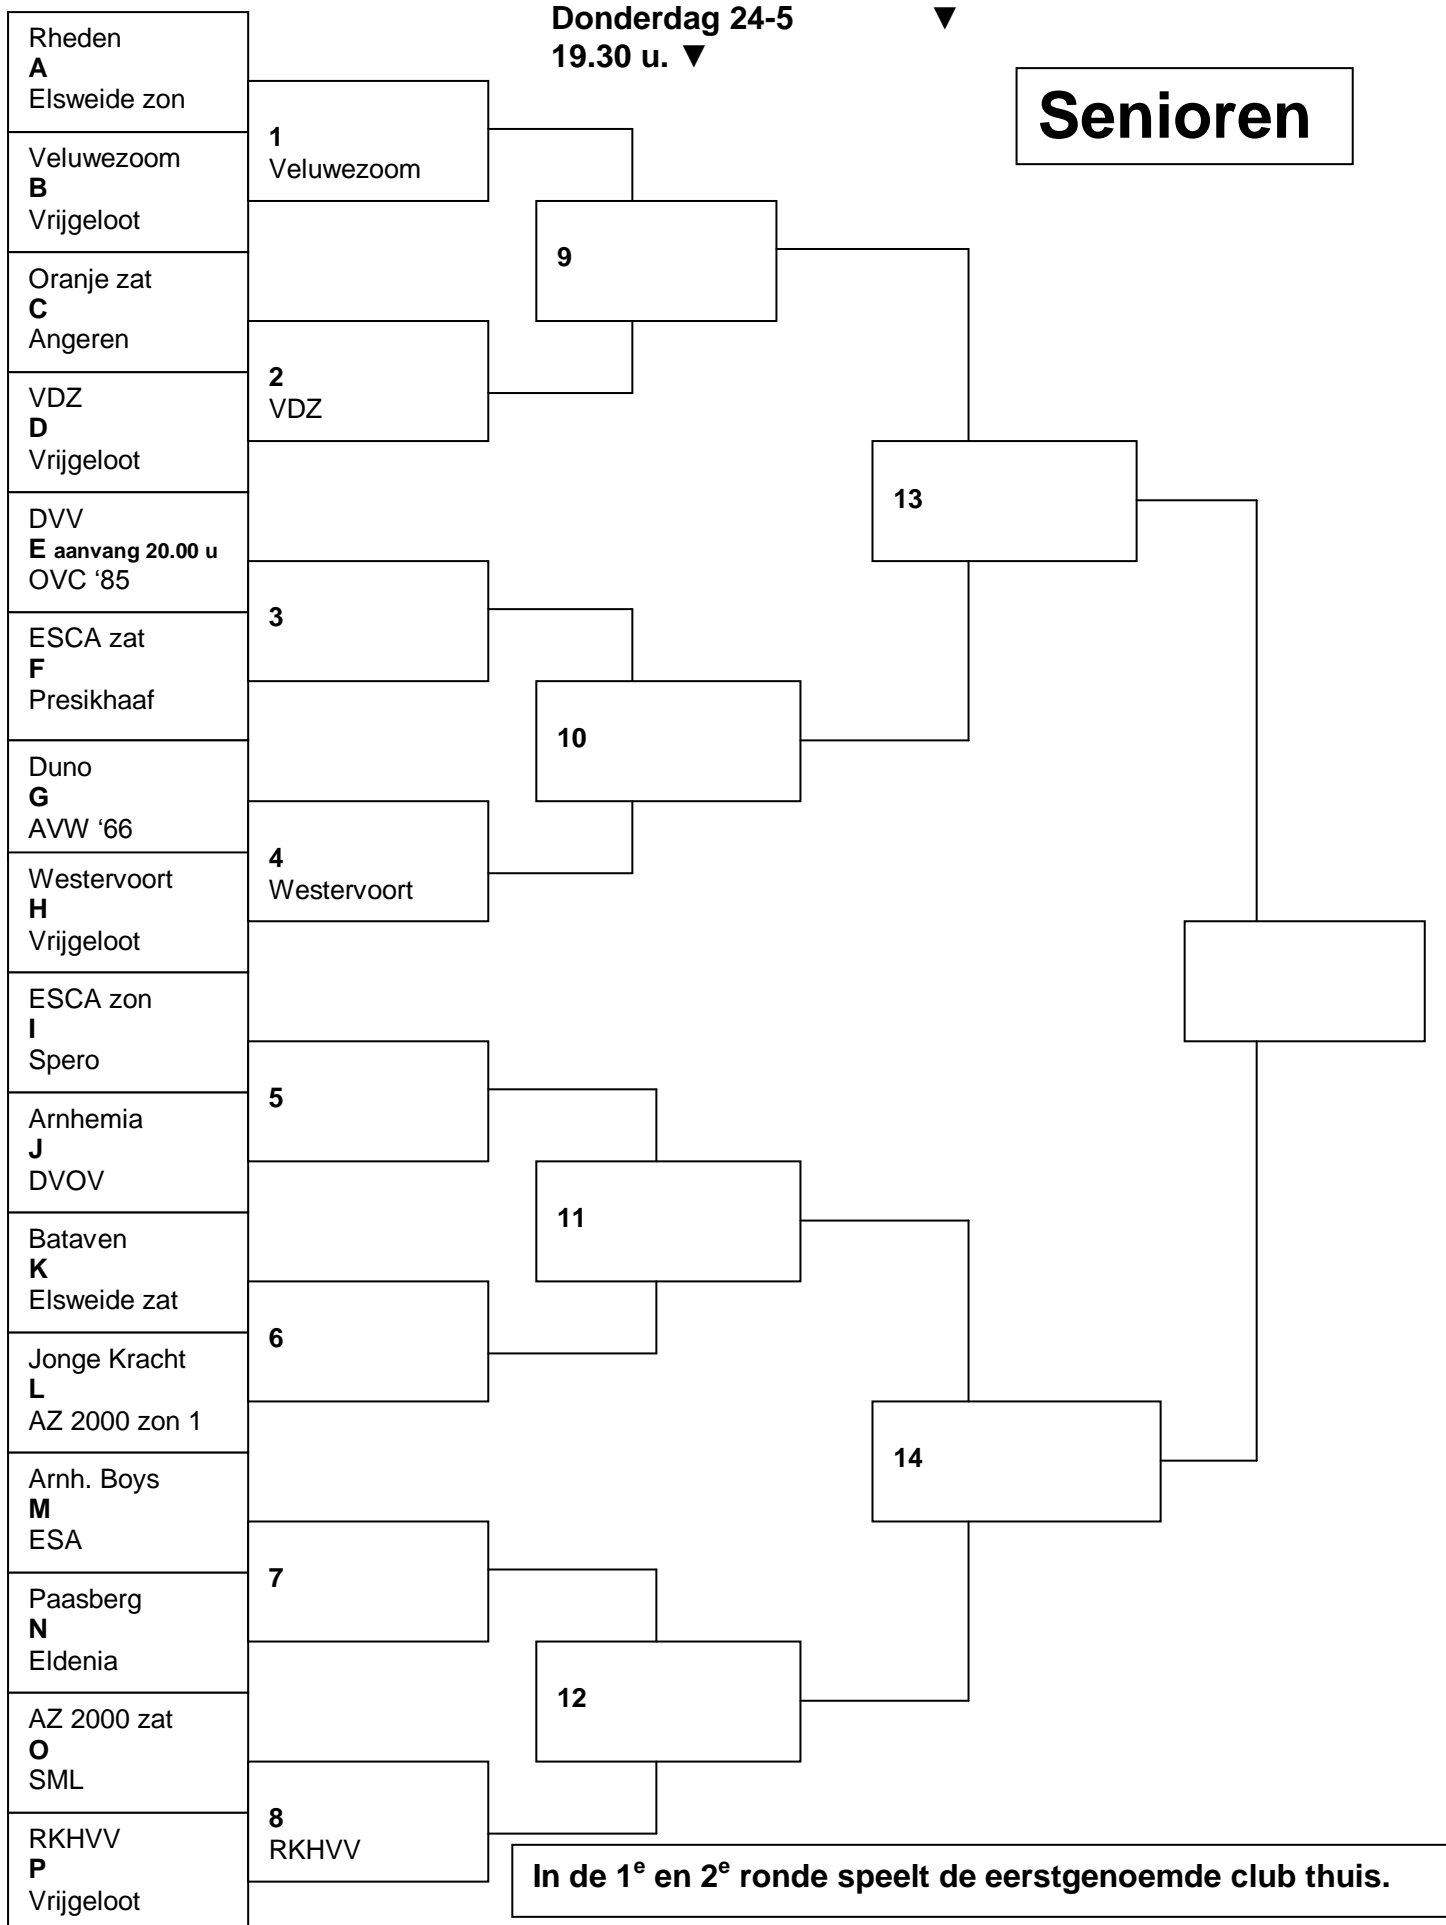 Donderdag 24-5 ▼
19.30 u. ▼
Senioren
Rheden
A
Elsweide zon
Veluwezoom
B
Vrijgeloot
Oranje zat
C
Angeren
VDZ
D
Vrijgeloot
DVV
E aanvang 20.00 u
OVC ‘85
ESCA zat
F
Presikhaaf
Duno
G
AVW ‘66
Westervoort
H
Vrijgeloot
ESCA zon
I
Spero
Arnhemia
J
DVOV
Bataven
K
Elsweide zat
Jonge Kracht
L
AZ 2000 zon 1
Arnh. Boys
M
ESA
Paasberg
N
Eldenia
AZ 2000 zat
O
SML
RKHVV
P
Vrijgeloot
1
Veluwezoom
2
VDZ
3
4
Westervoort
5
6
7
8
RKHVV
9
10
11
12
13
14
In de 1e en 2e ronde speelt de eerstgenoemde club thuis.